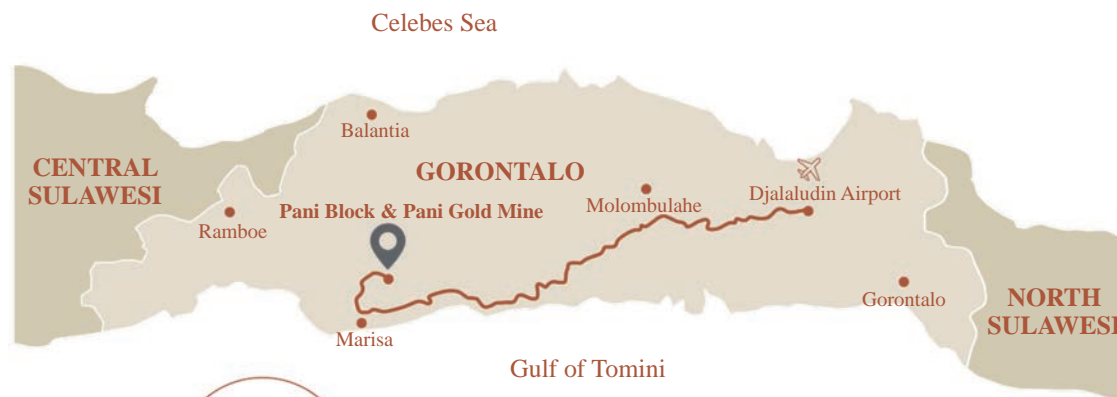 Celebes Sea
Balantia
CENTRAL
SULAWESI
GORONTALO
Molombulahe
Djalaludin Airport
Pani Block & Pani Gold Mine
Ramboe
Gorontalo
NORTH
SULAWESI
Marisa
Gulf of Tomini